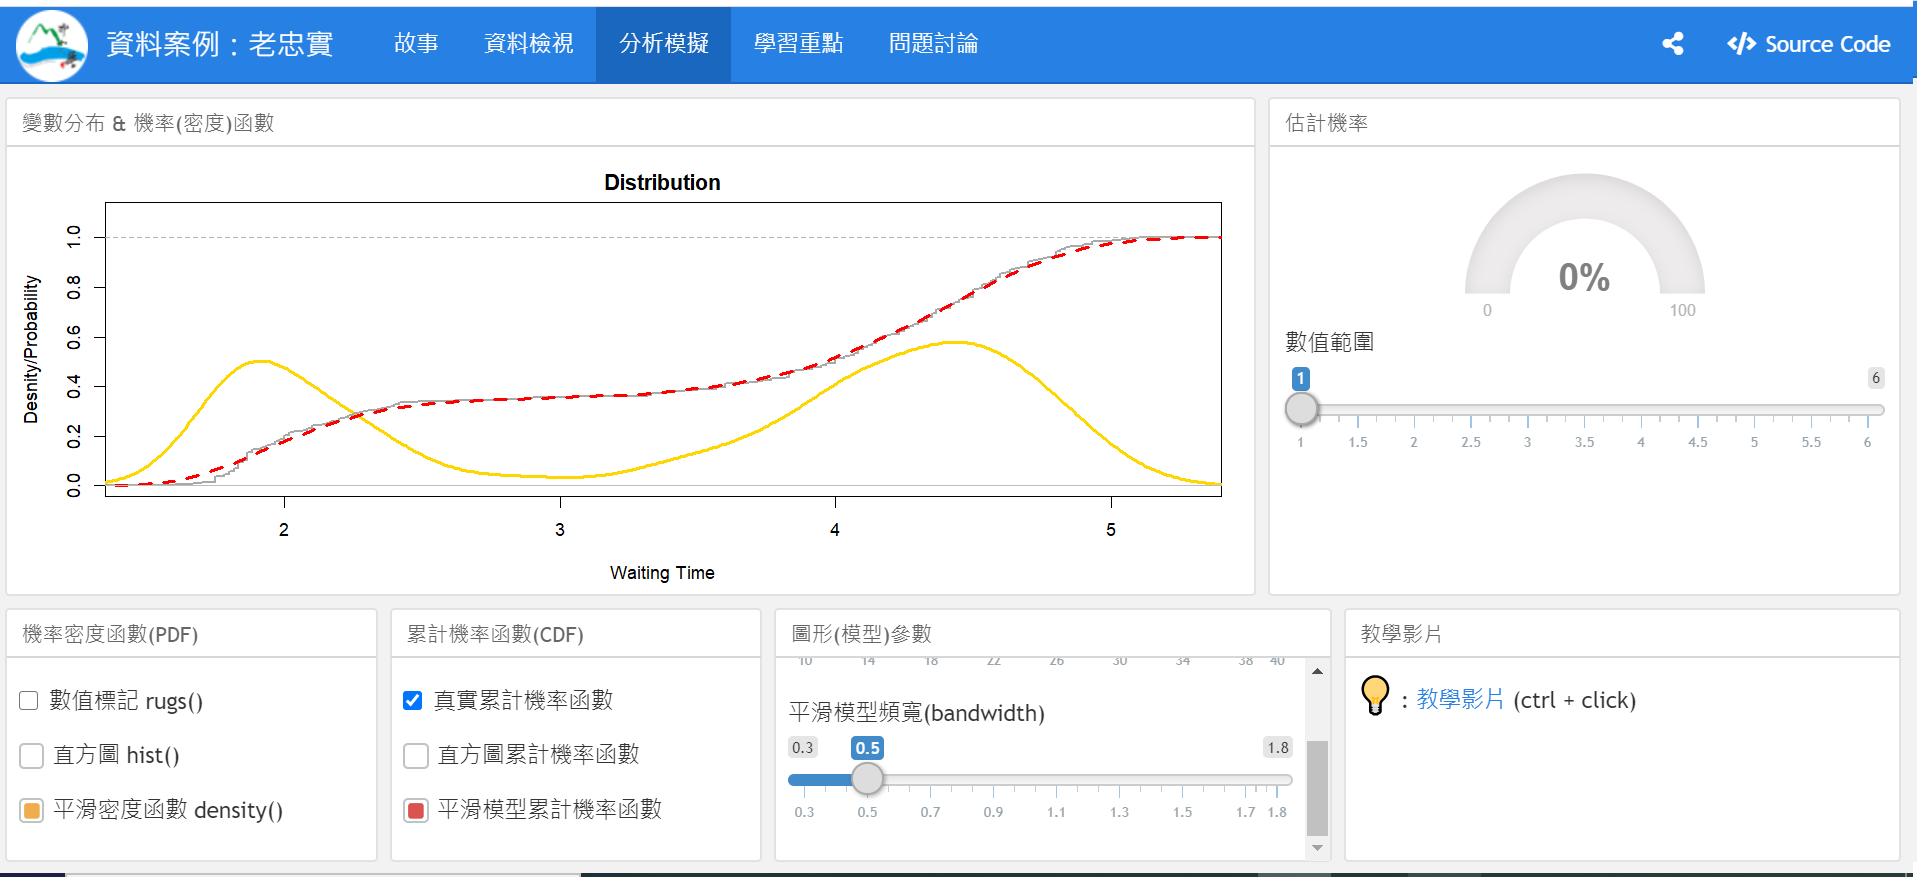 資料案例：老忠實 故事 資料檢視 分析模擬 學習重點 問題討論 Source Code
變數分布 & 機率(密度)函數
Distribution
Desnity/Probability
1.0
0.8
0.6
0.4
0.2
0.0
2 3 4 5
Waiting Time
估計機率
0%
0 100
數值範圍
1 6
1 1.5 2 2.5 3 3.5 4 4.5 5 5.5 6
機率密度函數(PDF)
數值標記 rugs()
直方圖 hist()
平滑密度函數 density()
累計機率函數(CDF)
真實累計機率函數
直方圖累計機率函數
平滑模型累計機率函數
圖形(模型)參數
10 14 18 22 26 30 34 38 40
平滑模型頻寬(bandwidth)
0.3 0.5 1.8
0.3 0.5 0.7 0.9 1.1 1.3 1.5 1.7 1.8
教學影片
: 教學影片 (ctrl + click)